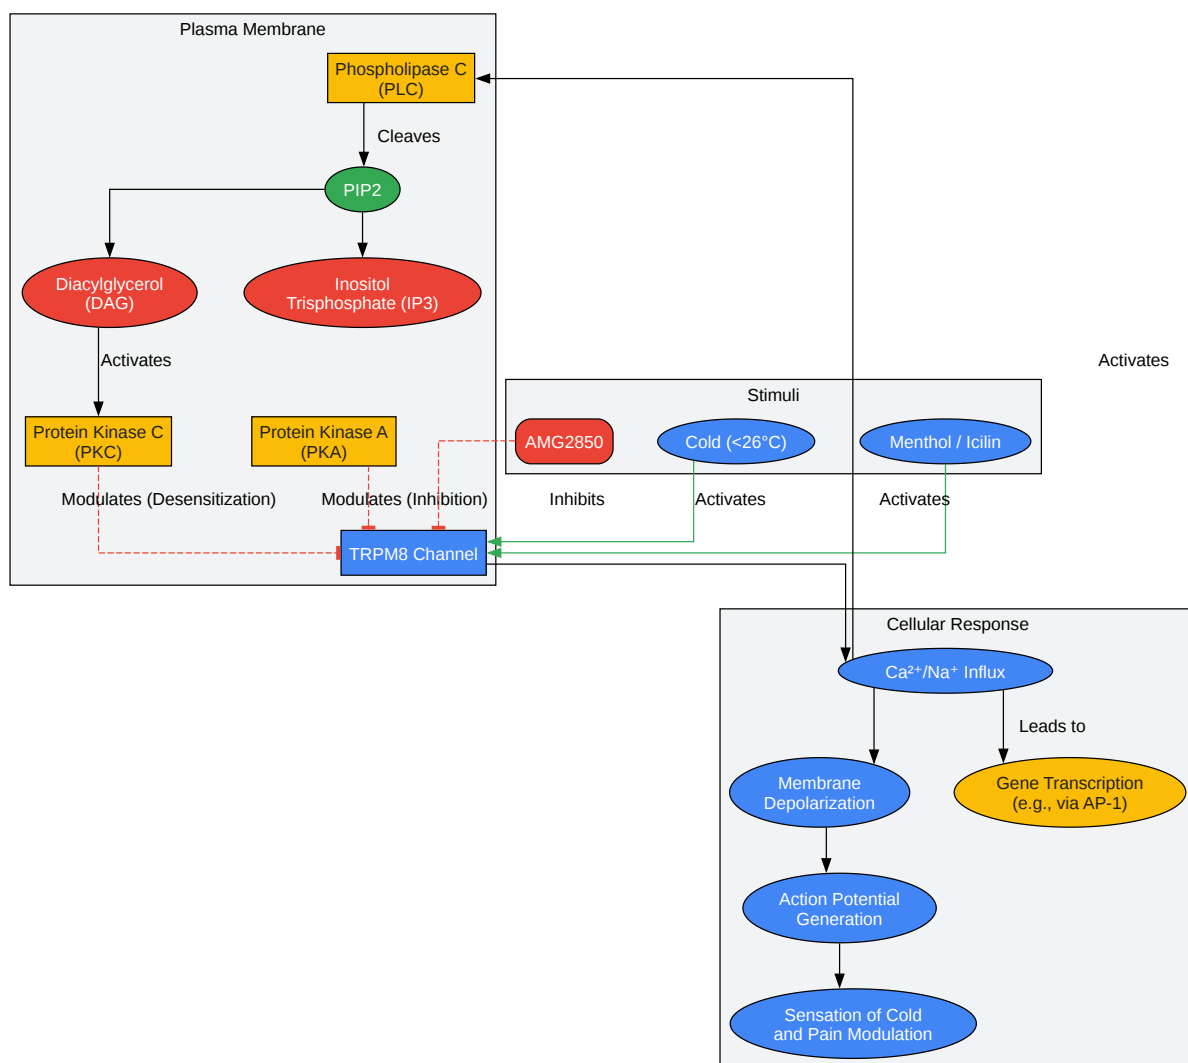 Plasma Membrane
Phospholipase C
(PLC)
Cleaves
PIP2
Diacylglycerol
(DAG)
Inositol
Trisphosphate (IP3)
Activates
Activates
Stimuli
Protein Kinase C
(PKC)
Protein Kinase A
(PKA)
AMG2850
Cold (<26°C)
Menthol / Icilin
Modulates (Desensitization)
Modulates (Inhibition)
Inhibits
Activates
Activates
TRPM8 Channel
Cellular Response
Ca²⁺/Na⁺ Influx
Leads to
Membrane
Depolarization
Gene Transcription
(e.g., via AP-1)
Action Potential
Generation
Sensation of Cold
and Pain Modulation